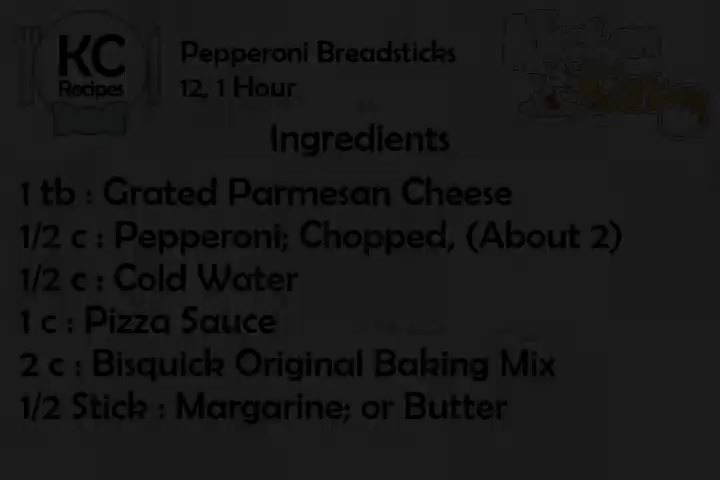 KC
Recipes
Pepperoni Breadsticks
12, 1 Hour
Ingredients
1 tb : Grated Parmesan Cheese
1/2 c : Pepperoni; Chopped, (About 2)
1/2 c : Cold Water
1 c : Pizza Sauce
2 c : Bisquick Original Baking Mix
1/2 Stick : Margarine; or Butter